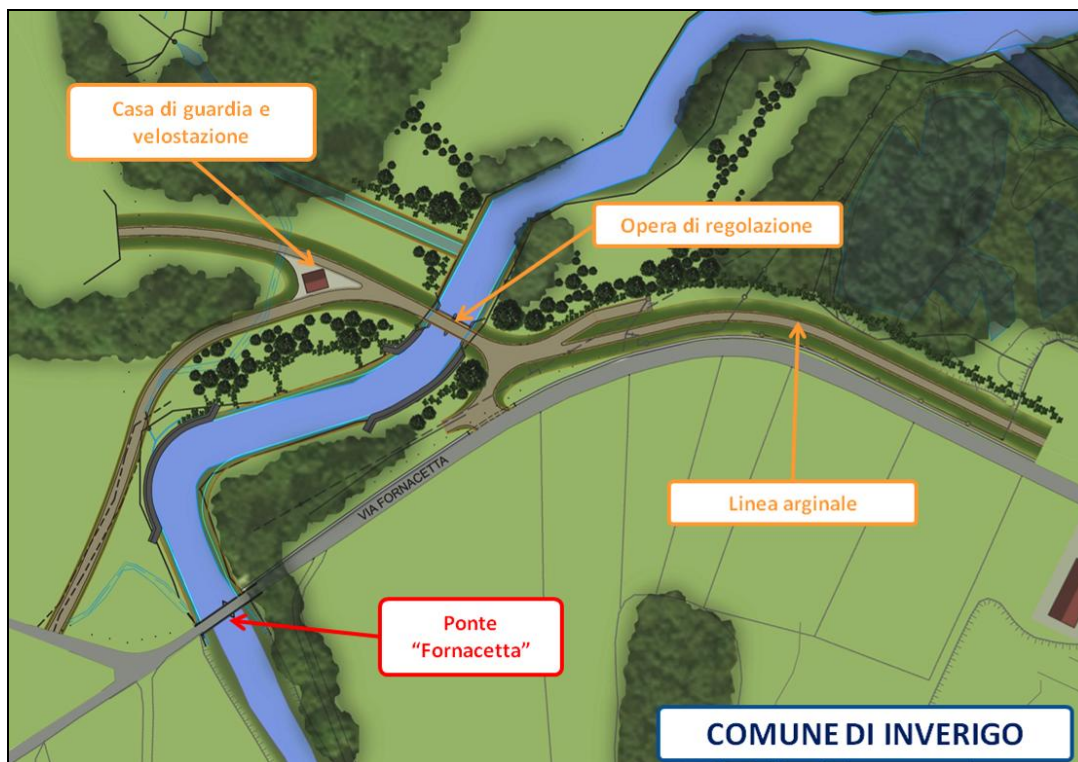 Casa di guardia e
velostazione
Opera di regolazione
Linea arginale
VIA FORNACETTA
Ponte
“Fornacetta”
COMUNE DI INVERIGO